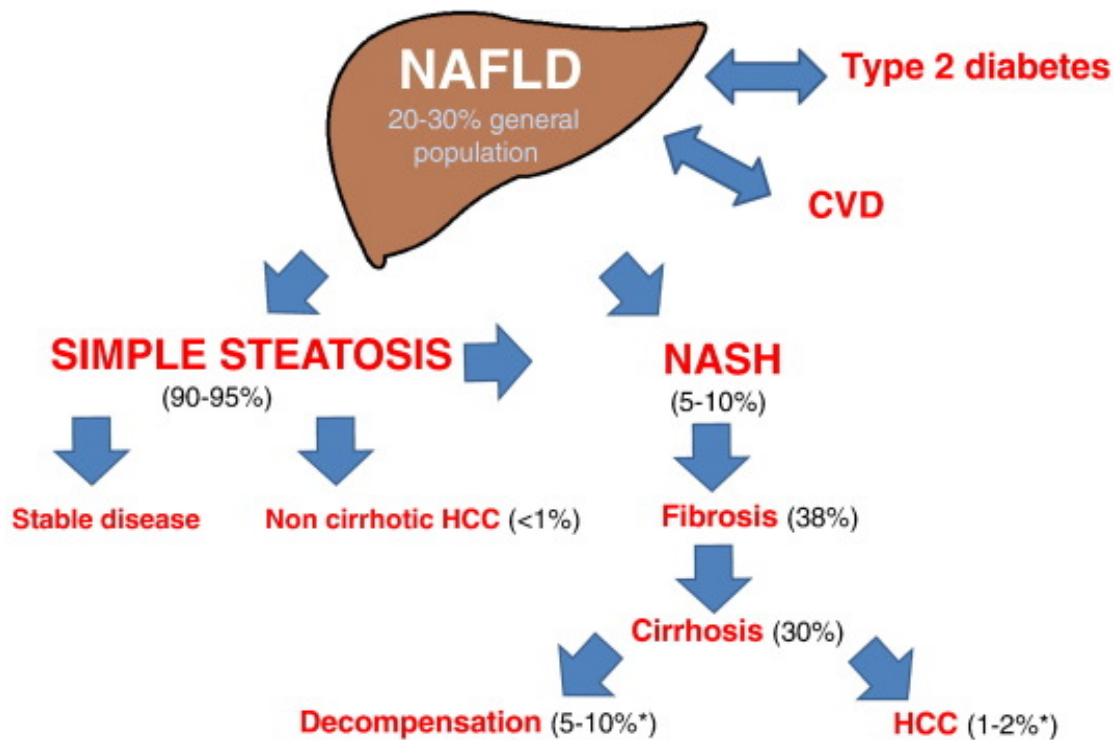 NAFLD
20-30% general
population
Type 2 diabetes
CVD
SIMPLE STEATOSIS
(90-95%)
NASH
(5-10%)
Stable disease
Non cirrhotic HCC (<1%)
Fibrosis (38%)
Cirrhosis (30%)
Decompensation (5-10%*)
HCC (1-2%*)